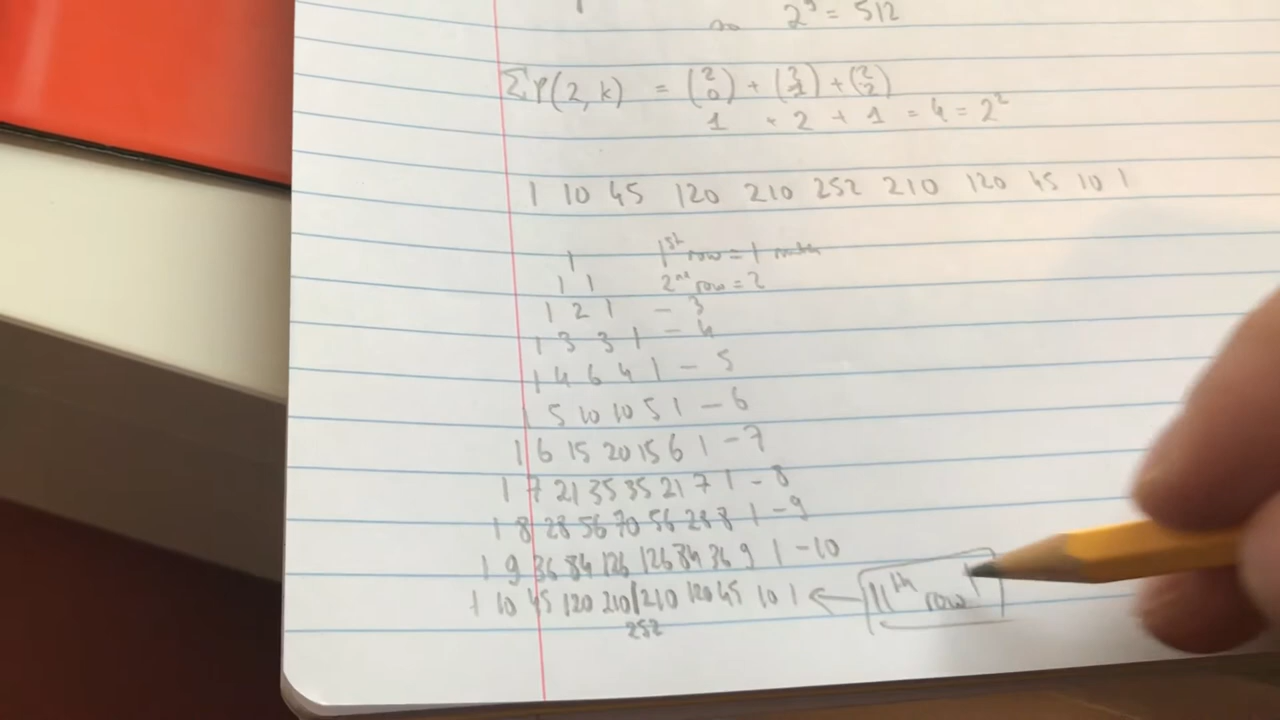 2⁹ = 512
ΣP(2, k) = (2 0) + (2 1) + (2 2)
1 + 2 + 1 = 4 = 2²
1 10 45 120 210 252 210 120 45 10 1
1 1st row = 1
1 1 2nd row = 2
1 2 1 – 3
1 3 3 1 – 4
1 4 6 4 1 – 5
1 5 10 10 5 1 – 6
1 6 15 20 15 6 1 – 7
1 7 21 35 35 21 7 1 – 8
1 8 28 56 70 56 28 8 1 – 9
1 9 36 84 126 126 84 36 9 1 – 10
1 10 45 120 210 / 210 120 45 10 1 ← 11th row
252